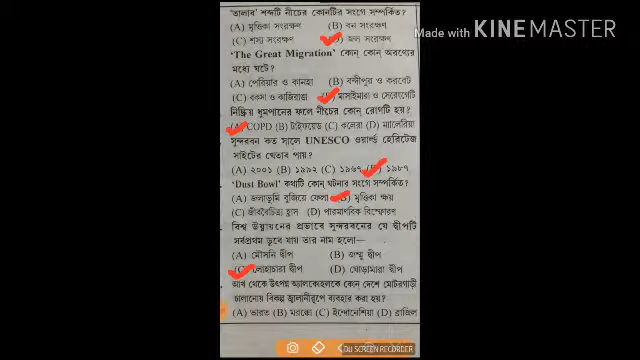 Made with KINEMASTER
'তালাব' শব্দটি নীচের কোনটির সংগে সম্পর্কিত?
(A) মৃত্তিকা সংরক্ষণ (B) বন সংরক্ষণ
(C) শস্য সংরক্ষণ (D) জল সংরক্ষণ
'The Great Migration' কোন্ কোন্ অরণ্যের
মধ্যে ঘটে?
(A) পেরিয়ার ও কানহা (B) বন্দীপুর ও করবেট
(C) বকসা ও কাজিরাঙা (D) মাসাইমারা ও সেরেংগেটি
নিষ্ক্রিয় ধূমপানের ফলে নীচের কোন্ রোগটি হয়?
(A) COPD (B) টাইফয়েড (C) কলেরা (D) ম্যালেরিয়া
সুন্দরবন কত সালে UNESCO ওয়ার্ল্ড হেরিটেজ
সাইটের খেতাব পায়?
(A) ২০০১ (B) ১৯৯২ (C) ১৯৬৭ (D) ১৯৮৭
'Dust Bowl' কথাটি কোন্ ঘটনার সংগে সম্পর্কিত?
(A) জলাভূমি বুজিয়ে ফেলা (B) মৃত্তিকা ক্ষয়
(C) জীববৈচিত্র্য হ্রাস (D) পারমাণবিক বিস্ফোরণ
বিশ্ব উষ্ণায়নের প্রভাবে সুন্দরবনের যে দ্বীপটি
সর্বপ্রথম ডুবে যায় তার নাম হলো—
(A) মৌসনি দ্বীপ (B) জম্মু দ্বীপ
(C) লোহাচারা দ্বীপ (D) ঘোড়ামারা দ্বীপ
আখ থেকে উৎপন্ন অ্যালকোহলকে কোন্ দেশে মোটরগাড়ী
চালানোয় বিকল্প জ্বালানীরূপে ব্যবহার করা হয়?
(A) ভারত (B) মরক্কো (C) ইন্দোনেশিয়া (D) ব্রাজিল
DU SCREEN RECORDER